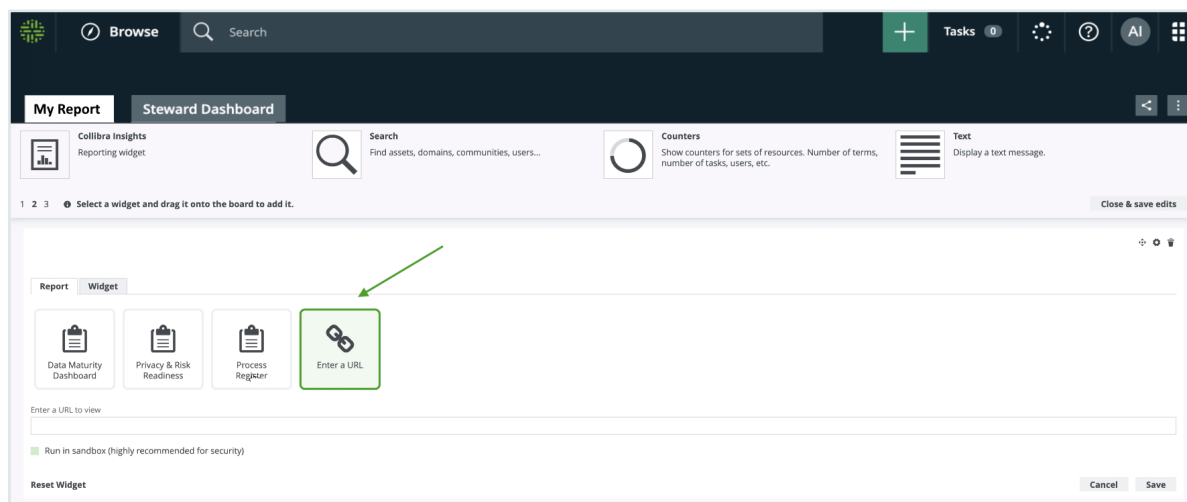 Browse
Search
Tasks 0
AI
My Report
Steward Dashboard
Collibra Insights
Reporting widget
Search
Find assets, domains, communities, users...
Counters
Show counters for sets of resources. Number of terms,
number of tasks, users, etc.
Text
Display a text message.
1 2 3 Select a widget and drag it onto the board to add it.
Close & save edits
Report
Widget
Data Maturity
Dashboard
Privacy & Risk
Readiness
Process
Register
Enter a URL
Enter a URL to view
Run in sandbox (highly recommended for security)
Reset Widget
Cancel
Save